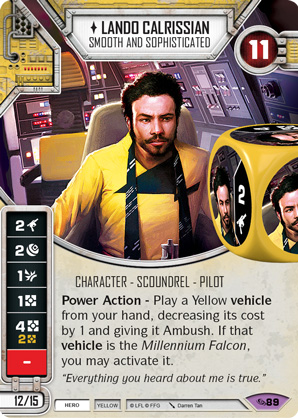 LANDO CALRISSIAN
SMOOTH AND SOPHISTICATED
11
2
2
2
1
1
4
2
-
CHARACTER - SCOUNDREL - PILOT
Power Action - Play a Yellow vehicle
from your hand, decreasing its cost
by 1 and giving it Ambush. If that
vehicle is the Millennium Falcon,
you may activate it.
“Everything you heard about me is true.”
12/15
HERO
YELLOW
© LFL © FFG
Darren Tan
89